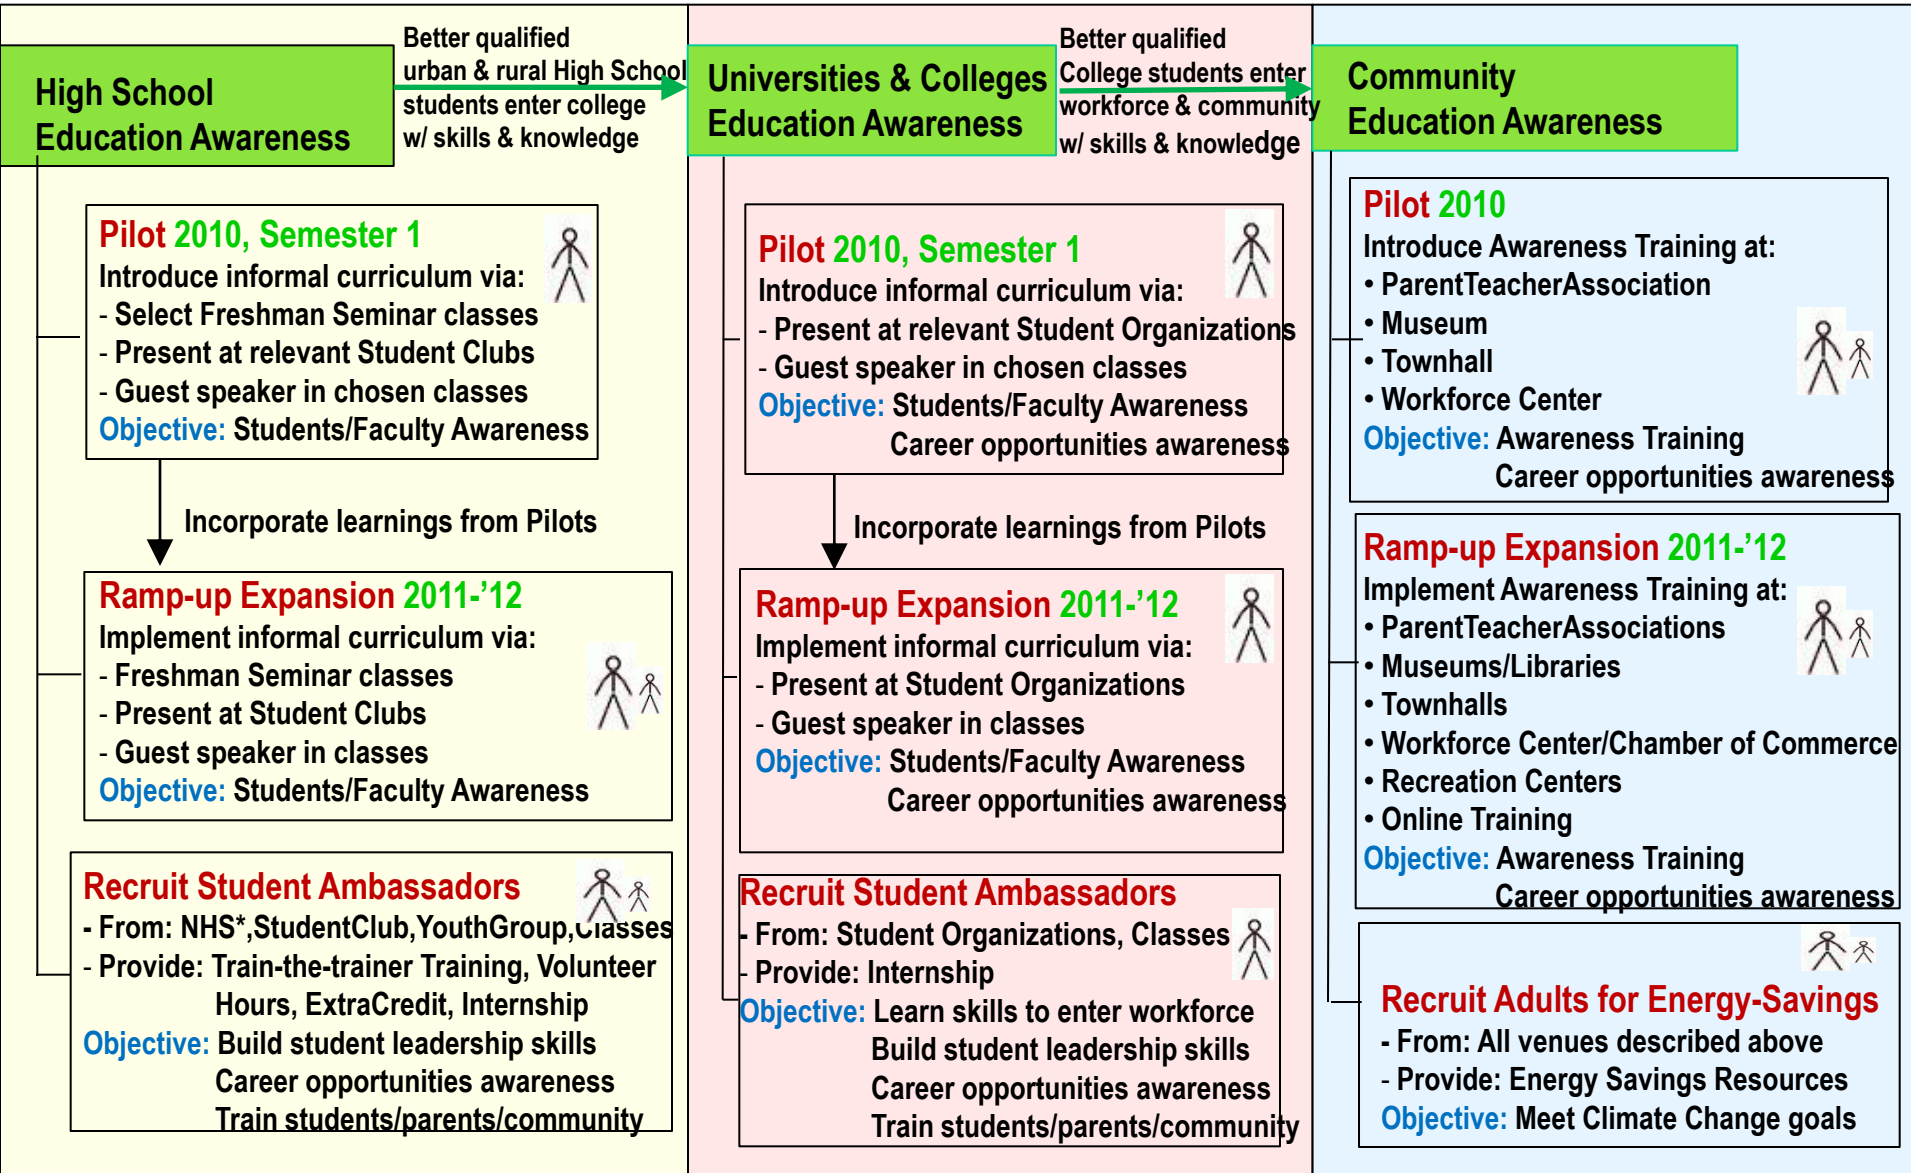 High School
Education Awareness
Better qualified
urban & rural High School
students enter college
w/ skills & knowledge
Pilot 2010, Semester 1
Introduce informal curriculum via:
- Select Freshman Seminar classes
- Present at relevant Student Clubs
- Guest speaker in chosen classes
Objective: Students/Faculty Awareness
Incorporate learnings from Pilots
Ramp-up Expansion 2011-’12
Implement informal curriculum via:
- Freshman Seminar classes
- Present at Student Clubs
- Guest speaker in classes
Objective: Students/Faculty Awareness
Recruit Student Ambassadors
- From: NHS*,StudentClub,YouthGroup,Classes
- Provide: Train-the-trainer Training, Volunteer
Hours, ExtraCredit, Internship
Objective: Build student leadership skills
Career opportunities awareness
Train students/parents/community
Universities & Colleges
Education Awareness
Better qualified
College students enter
workforce & community
w/ skills & knowledge
Pilot 2010, Semester 1
Introduce informal curriculum via:
- Present at relevant Student Organizations
- Guest speaker in chosen classes
Objective: Students/Faculty Awareness
Career opportunities awareness
Incorporate learnings from Pilots
Ramp-up Expansion 2011-’12
Implement informal curriculum via:
- Present at Student Organizations
- Guest speaker in classes
Objective: Students/Faculty Awareness
Career opportunities awareness
Recruit Student Ambassadors
- From: Student Organizations, Classes
- Provide: Internship
Objective: Learn skills to enter workforce
Build student leadership skills
Career opportunities awareness
Train students/parents/community
Community
Education Awareness
Pilot 2010
Introduce Awareness Training at:
• ParentTeacherAssociation
• Museum
• Townhall
• Workforce Center
Objective: Awareness Training
Career opportunities awareness
Ramp-up Expansion 2011-’12
Implement Awareness Training at:
• ParentTeacherAssociations
• Museums/Libraries
• Townhalls
• Workforce Center/Chamber of Commerce
• Recreation Centers
• Online Training
Objective: Awareness Training
Career opportunities awareness
Recruit Adults for Energy-Savings
- From: All venues described above
- Provide: Energy Savings Resources
Objective: Meet Climate Change goals